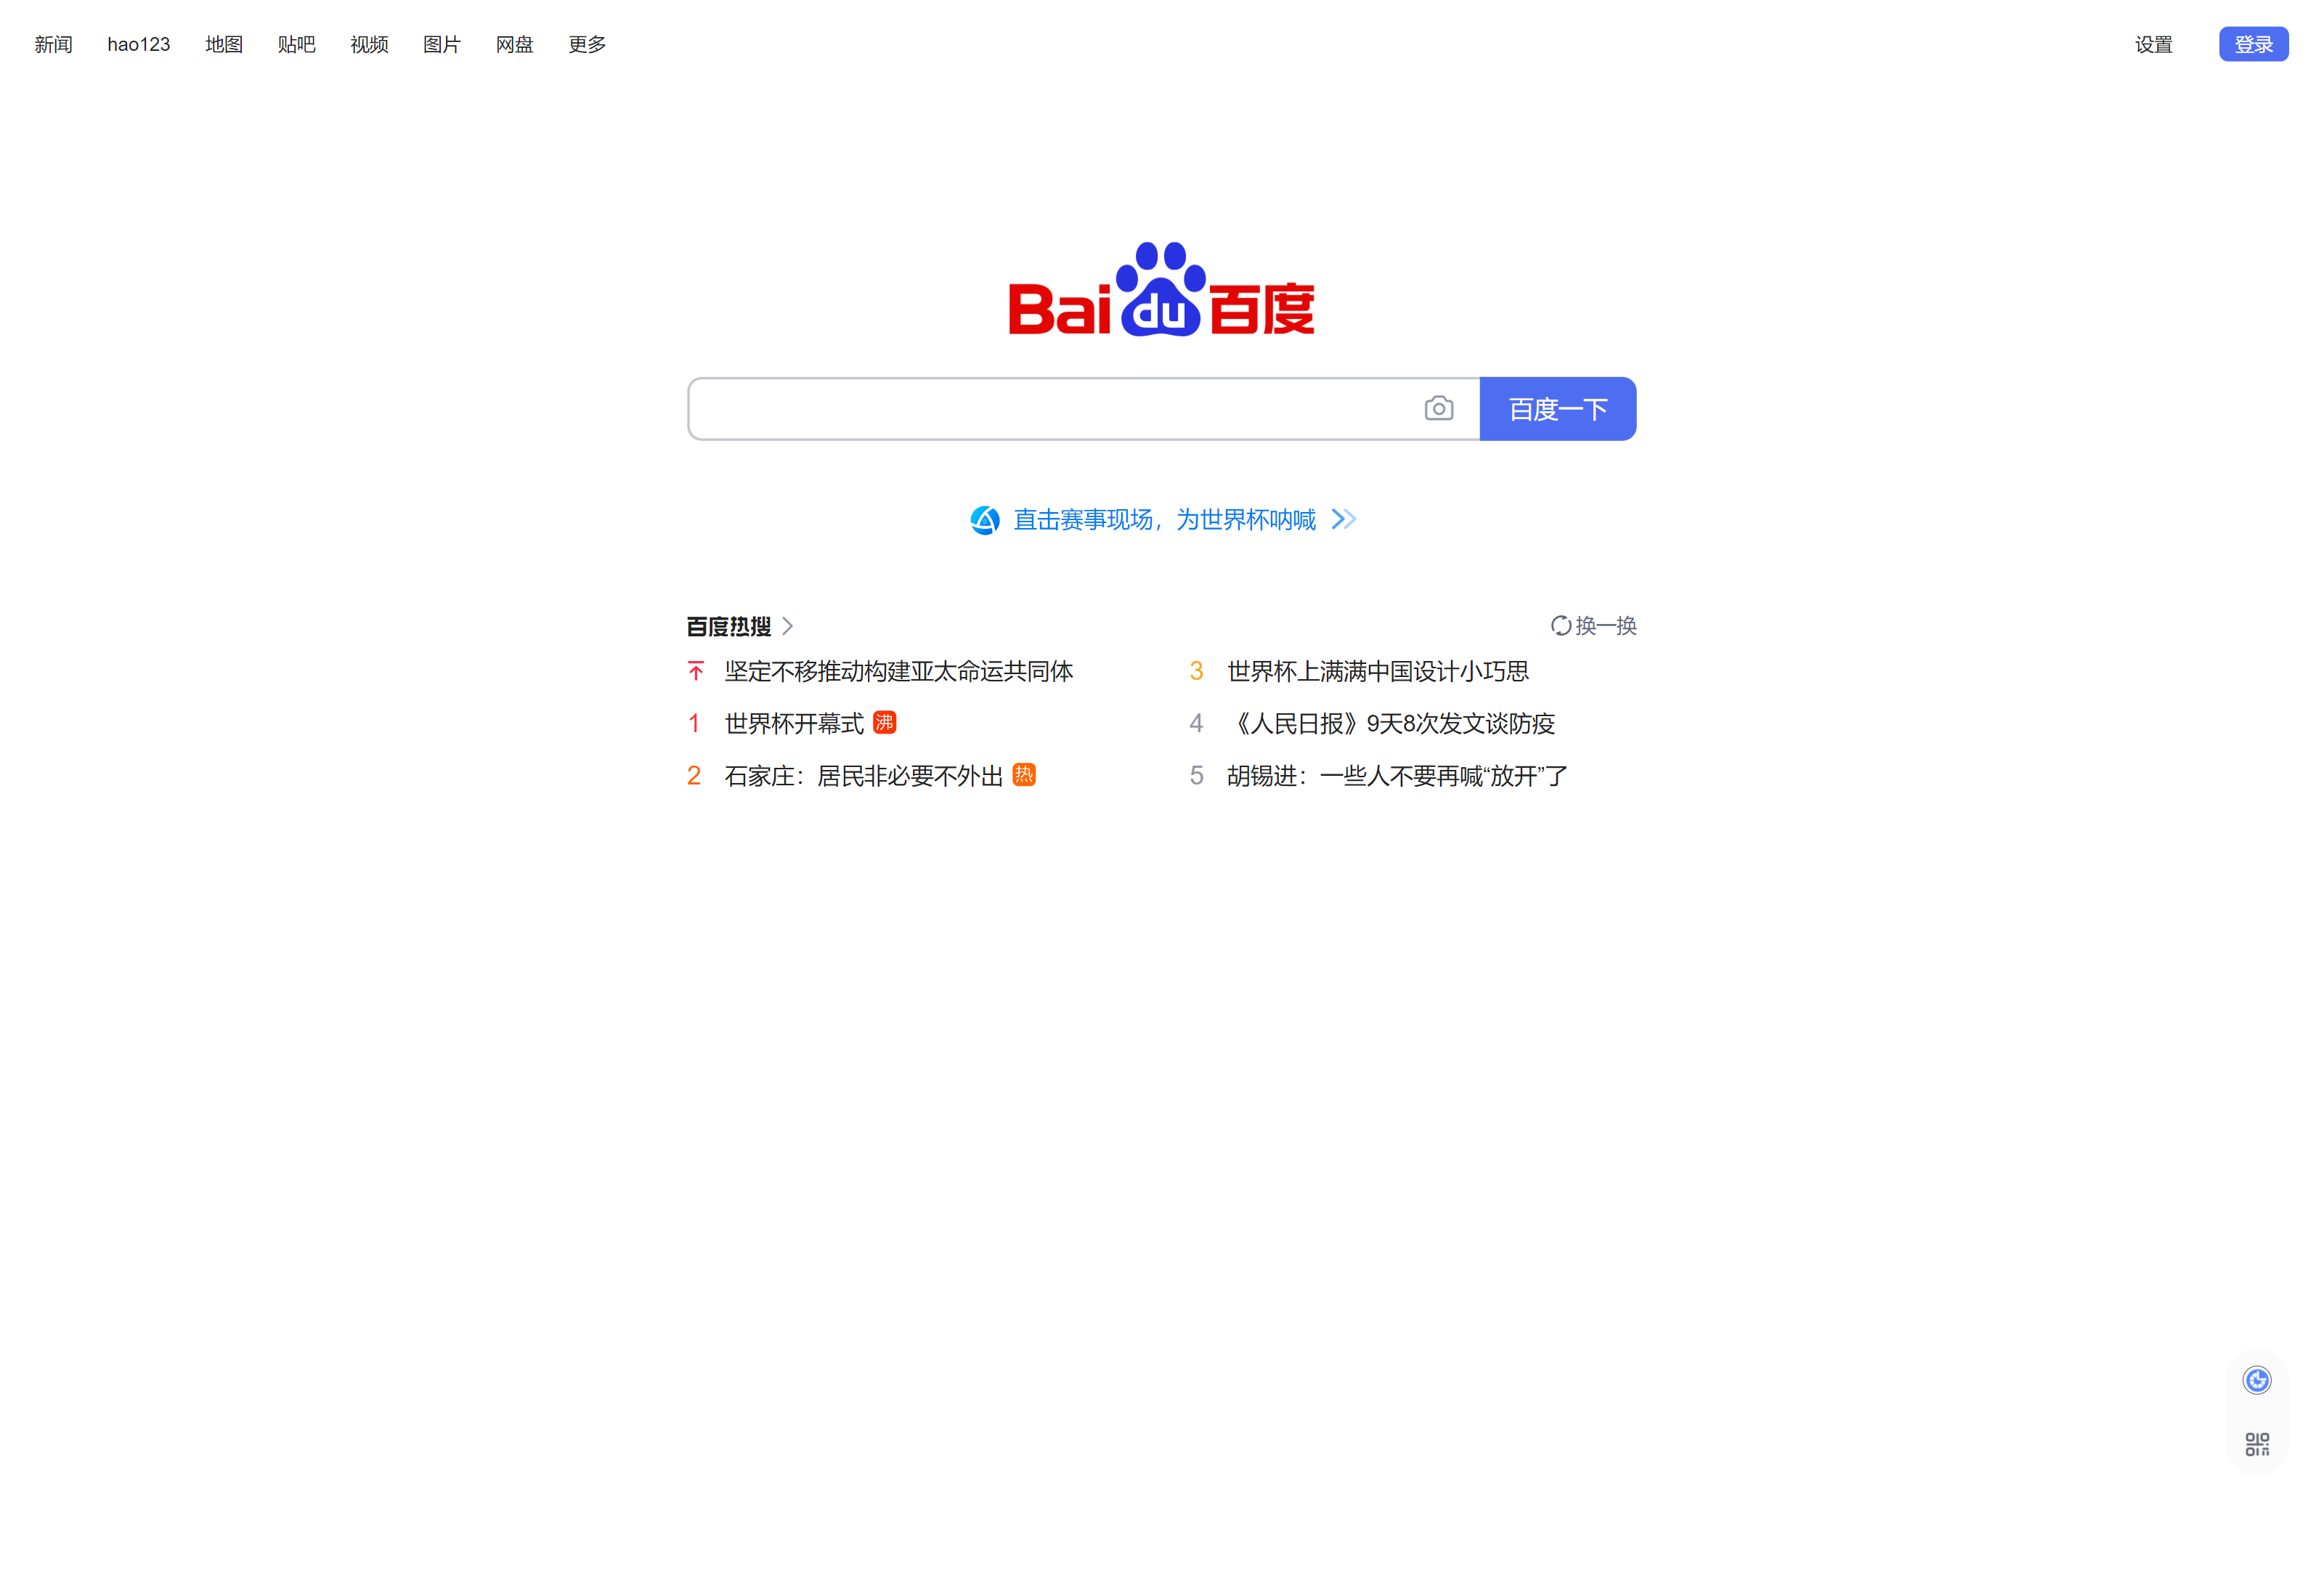 新闻 hao123 地图 贴吧 视频 图片 网盘 更多 设置 登录
Bai du 百度
百度一下
直击赛事现场，为世界杯呐喊
百度热搜 换一换
坚定不移推动构建亚太命运共同体
1 世界杯开幕式 沸
2 石家庄：居民非必要不外出 热
3 世界杯上满满中国设计小巧思
4 《人民日报》9天8次发文谈防疫
5 胡锡进：一些人不要再喊“放开”了